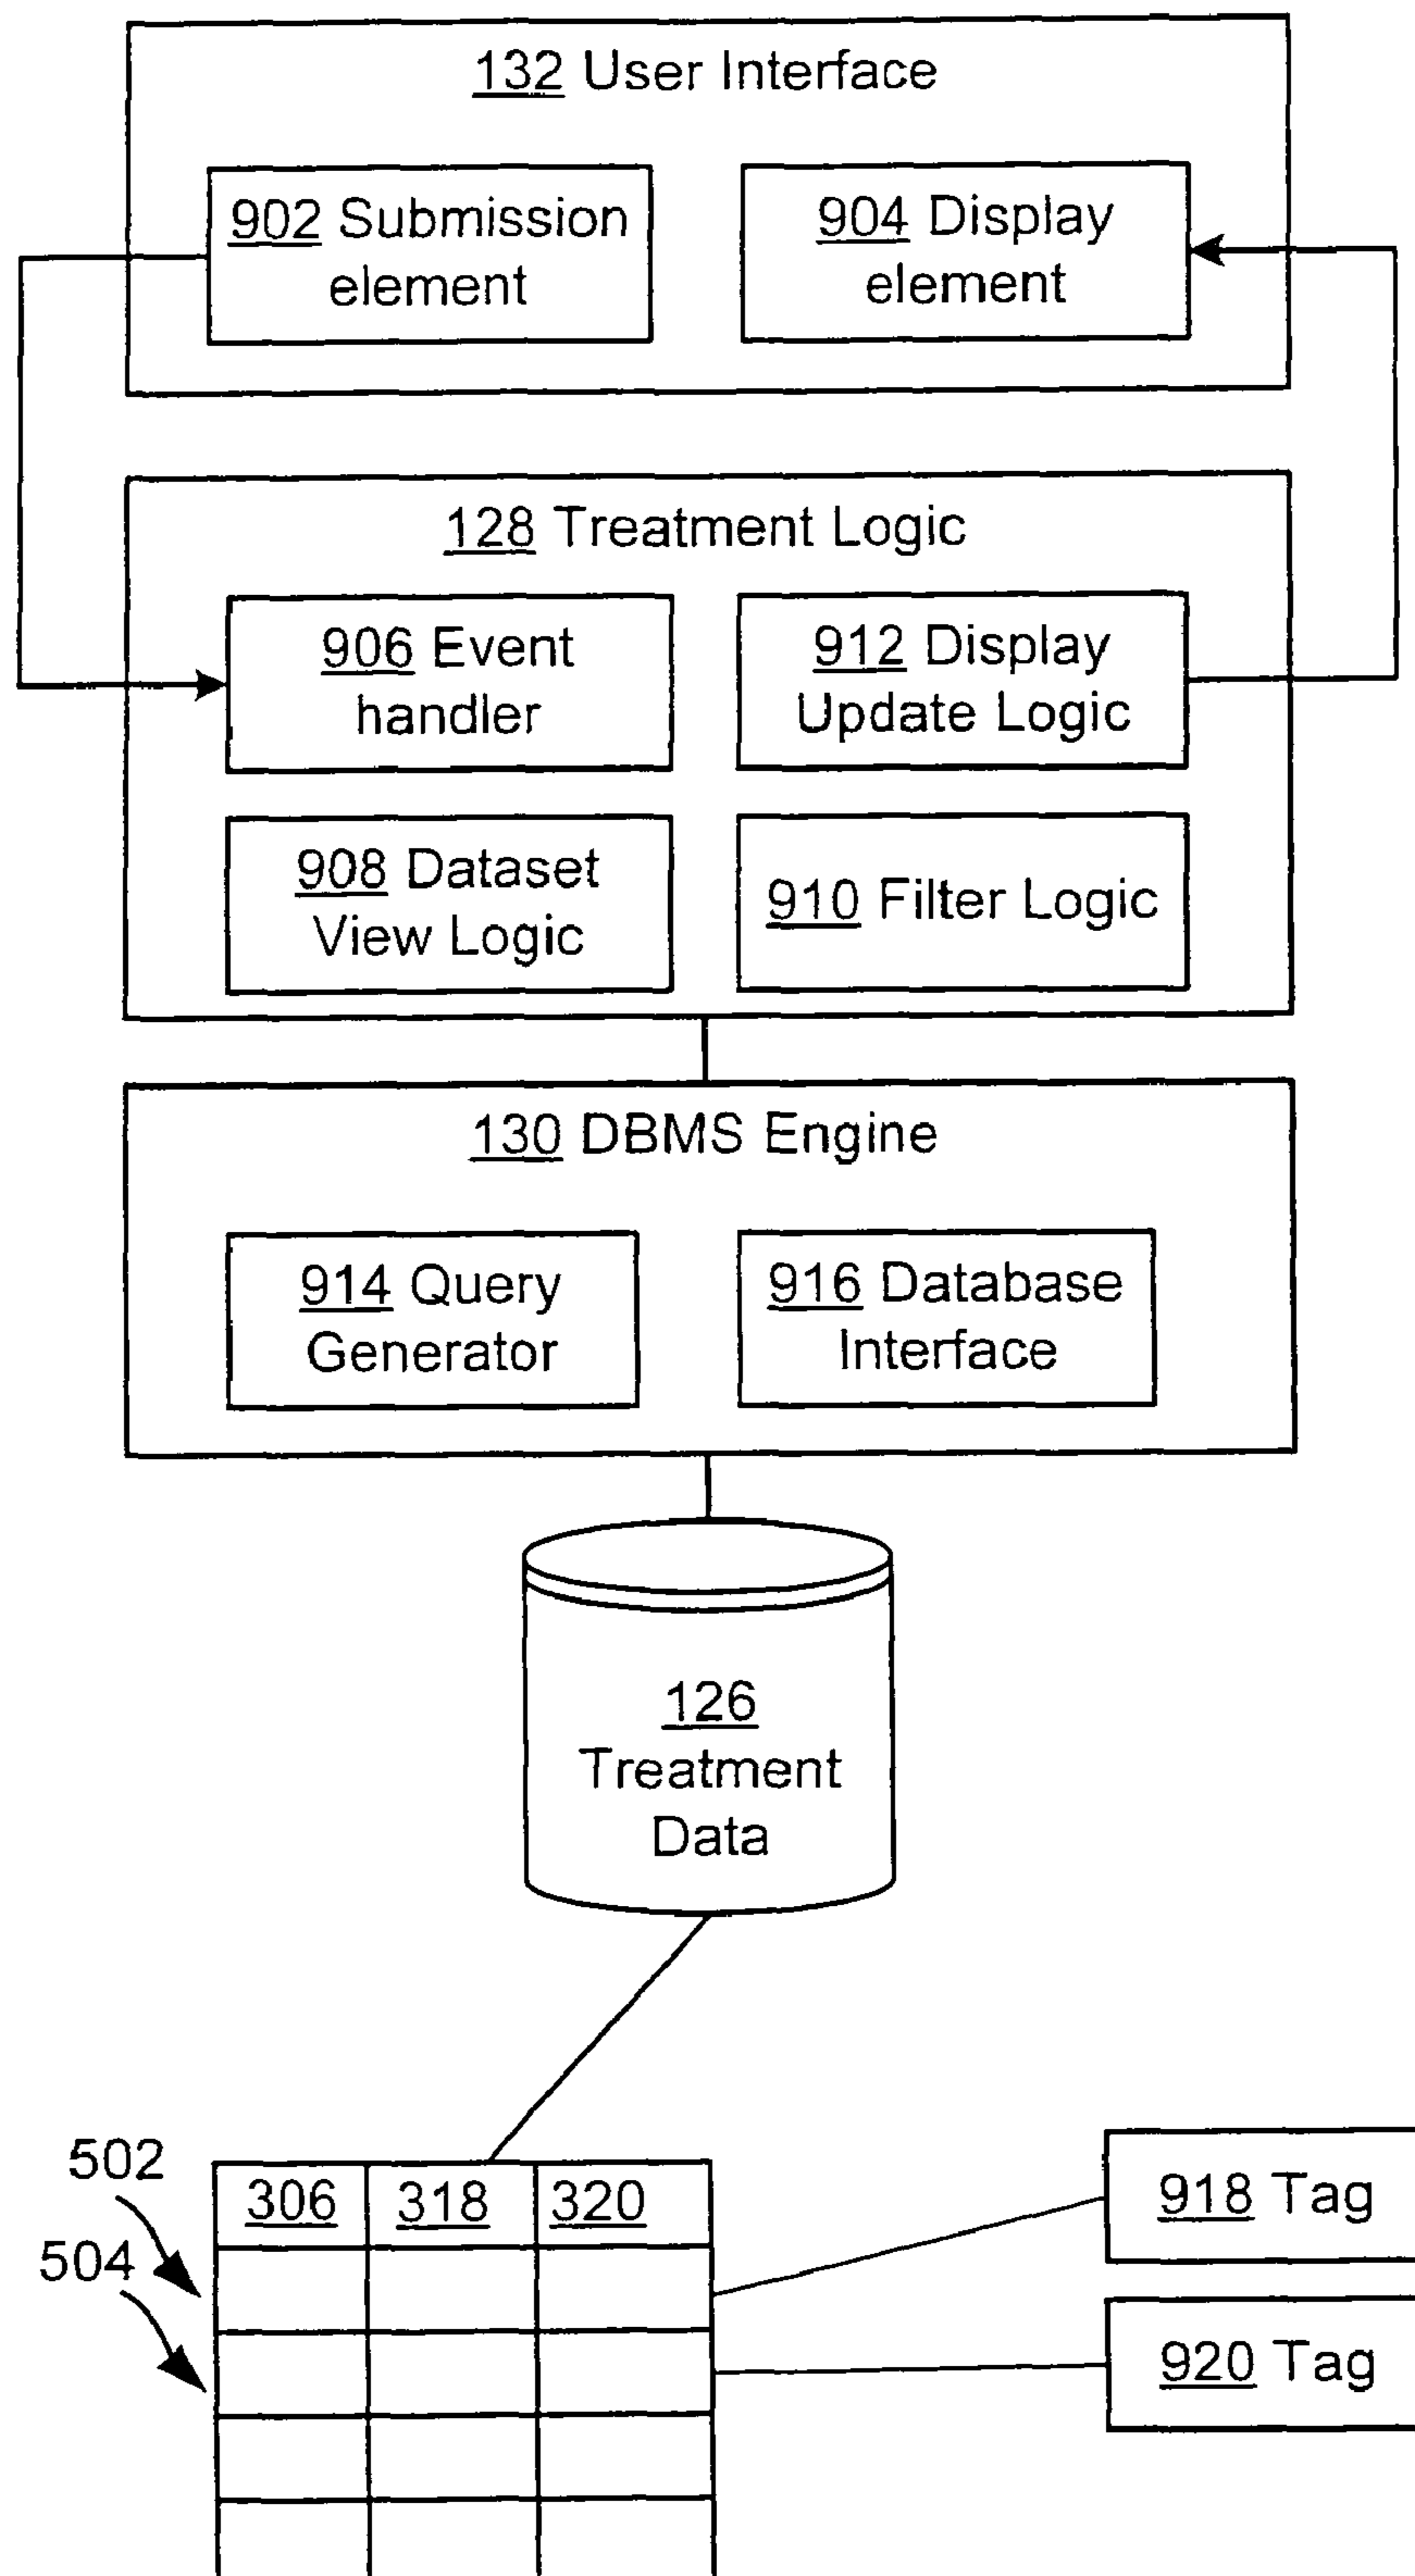 132 User Interface
902 Submission
element
904 Display
element
128 Treatment Logic
906 Event
handler
912 Display
Update Logic
908 Dataset
View Logic
910 Filter Logic
130 DBMS Engine
914 Query
Generator
916 Database
Interface
126
Treatment
Data
502
504
306 318 320
918 Tag
920 Tag